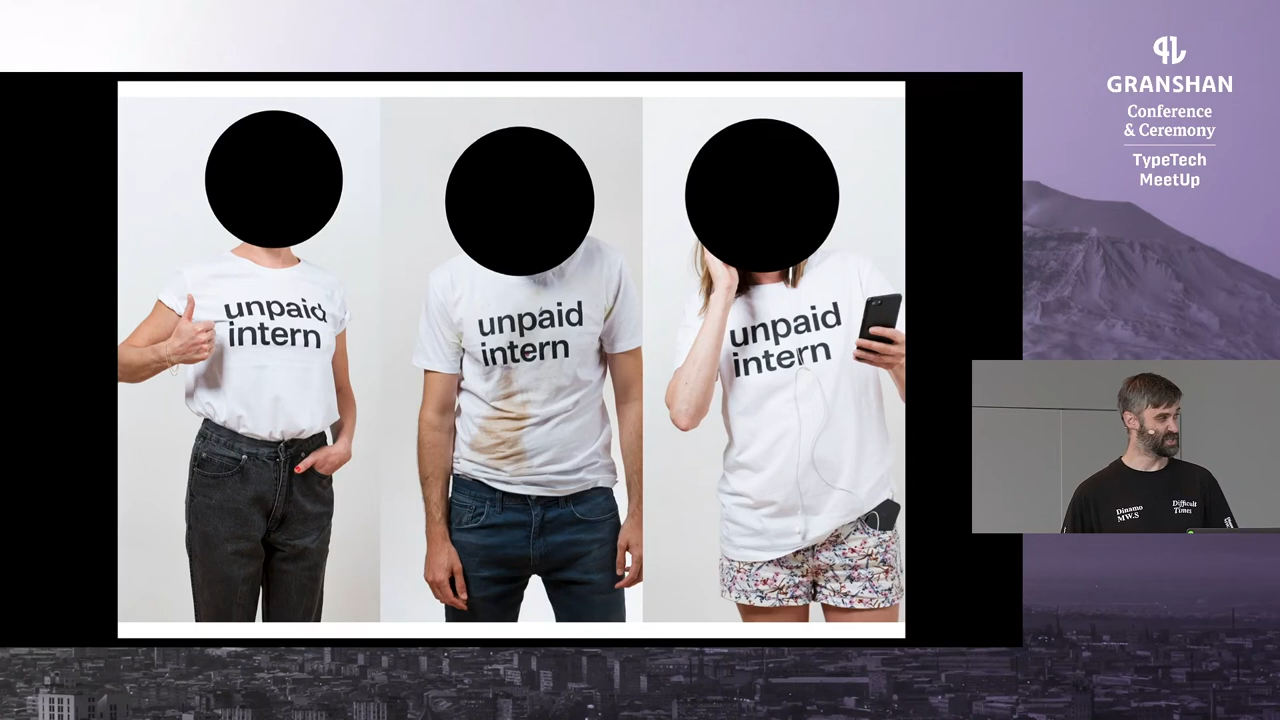 GRANSHAN
Conference
& Ceremony
TypeTech
MeetUp
unpaid
intern
unpaid
intern
unpaid
intern
Dinamo
MW.S
Difficult
Times